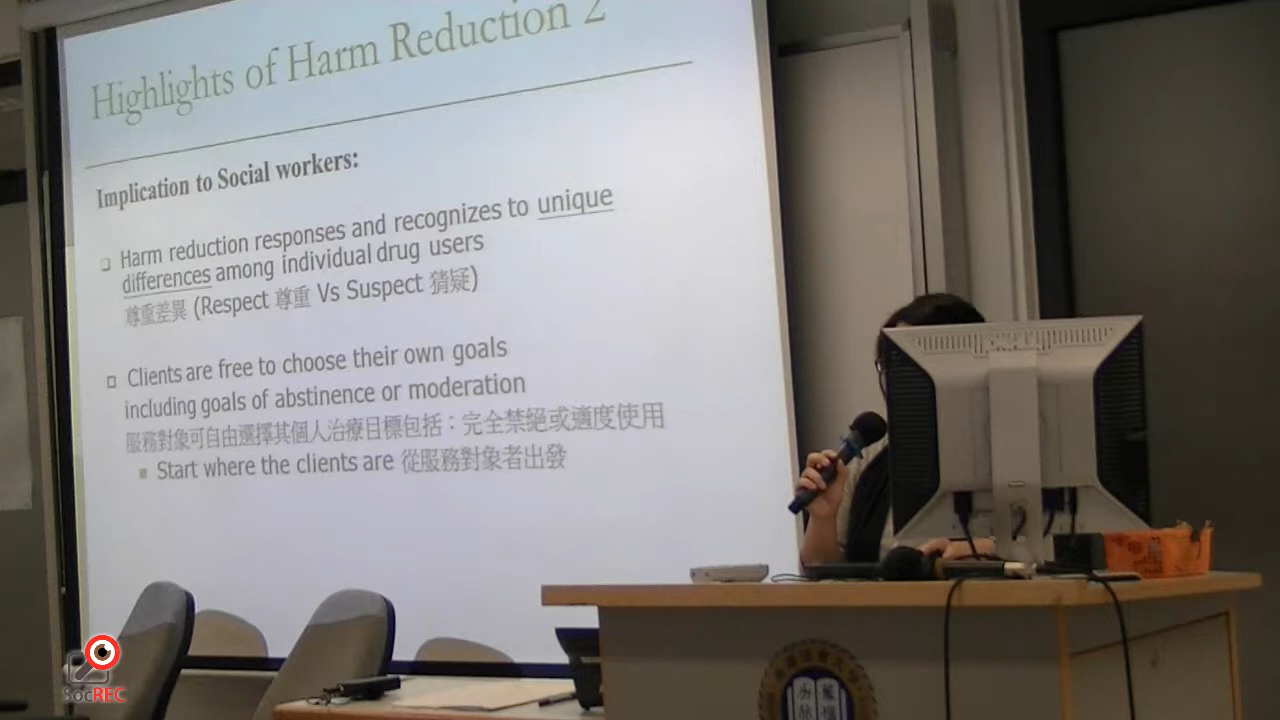 Highlights of Harm Reduction 2
Implication to Social workers:
Harm reduction responses and recognizes to unique
differences among individual drug users
尊重差異 (Respect 尊重 Vs Suspect 猜疑)
Clients are free to choose their own goals
including goals of abstinence or moderation
服務對象可自由選擇其個人治療目標包括：完全禁絕或適度使用
Start where the clients are 從服務對象者出發
SocREC